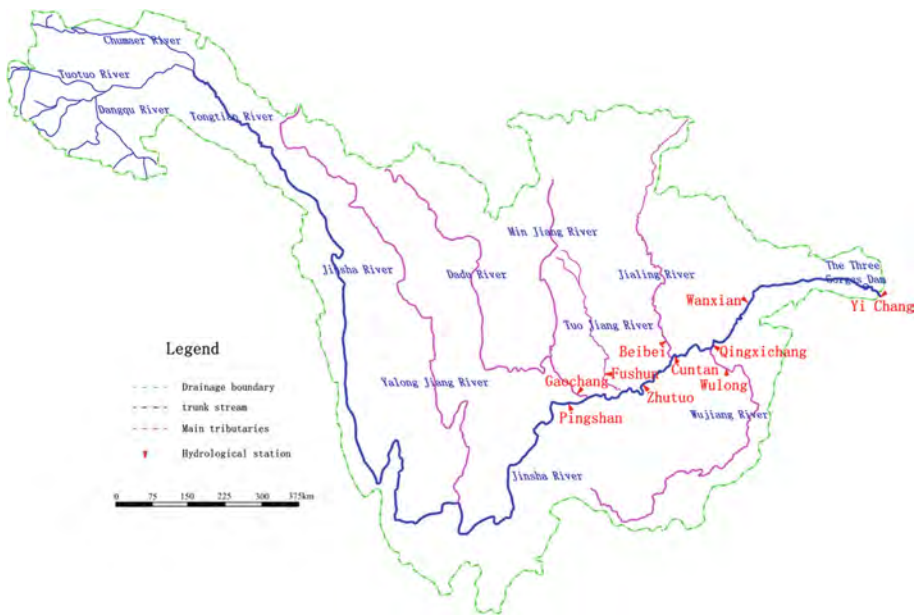 Chumaer River
Tuotuo River
Dangqu River
Tongtian River
Min Jiang River
Jinsha River
Dadu River
Jialing River
The Three
Gorges Dam
Yi Chang
Wanxian
Tuo Jiang River
Beibei
Qingxichang
Cuntan
Legend
Yalong Jiang River
Gaochang
Fushun
Wulong
Drainage boundary
Zhutuo
trunk stream
Pingshan
Wujiang River
Main tributaries
Hydrological station
Jinsha River
0 75 150 225 300 375km